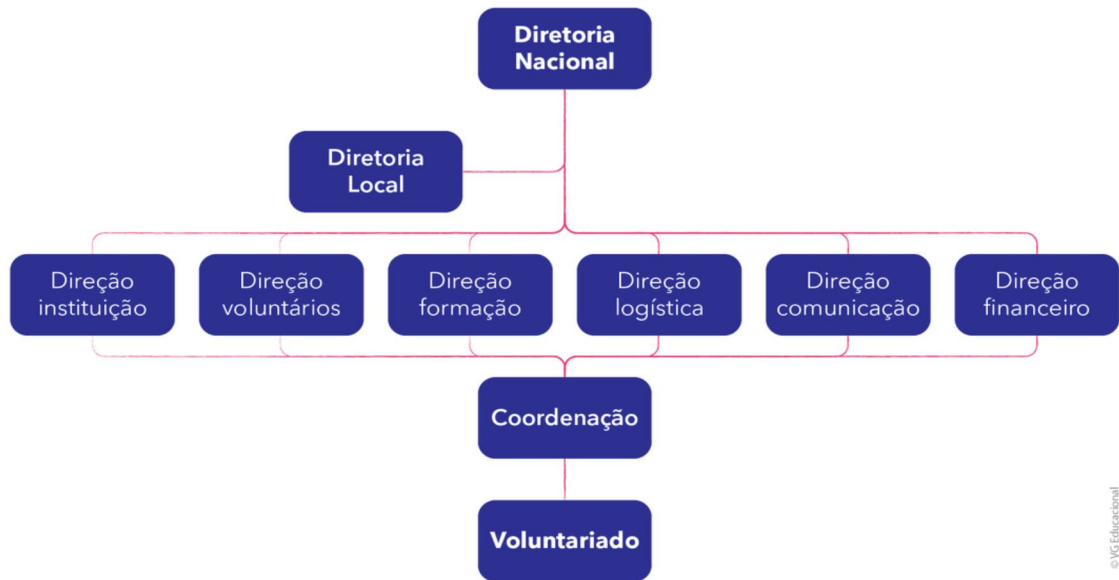 Diretoria
Nacional
Diretoria
Local
Direção
instituição
Direção
voluntários
Direção
formação
Direção
logística
Direção
comunicação
Direção
financeiro
Coordenação
Voluntariado
© VG Educacional